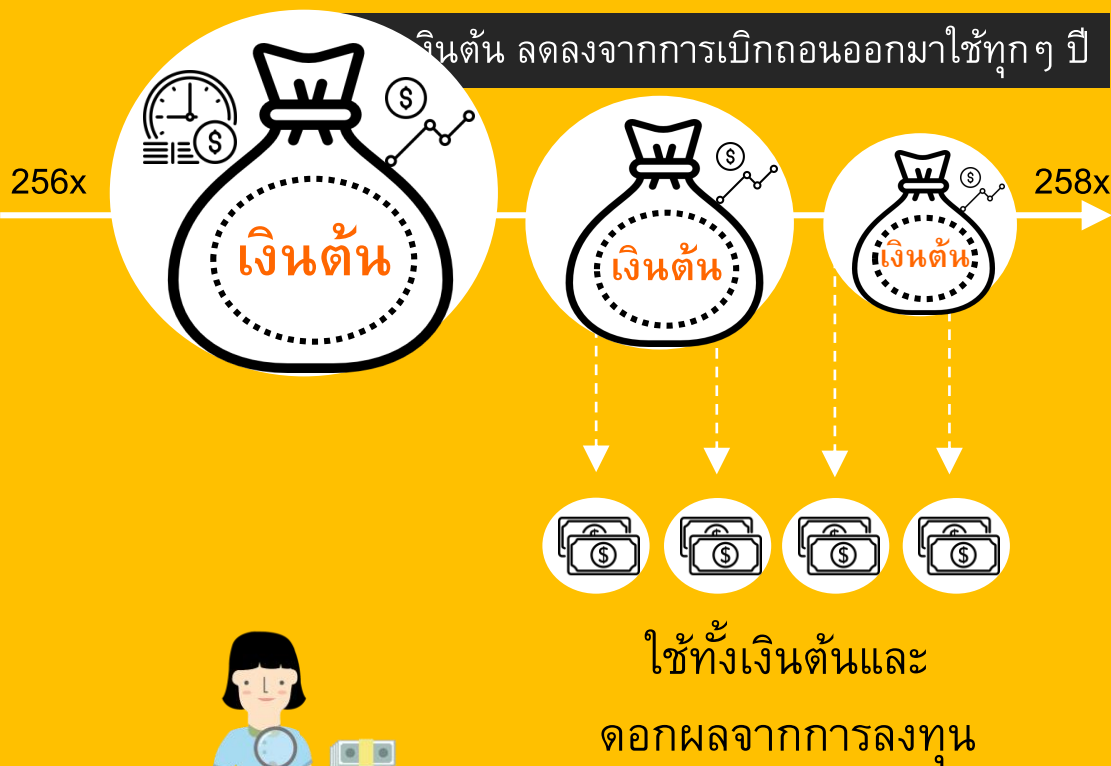 เงินต้น ลดลงจากการเบิกถอนออกมาใช้ทุกๆ ปี
256x
258x
เงินต้น
เงินต้น
เงินต้น
ใช้ทั้งเงินต้นและ
ดอกผลจากการลงทุน